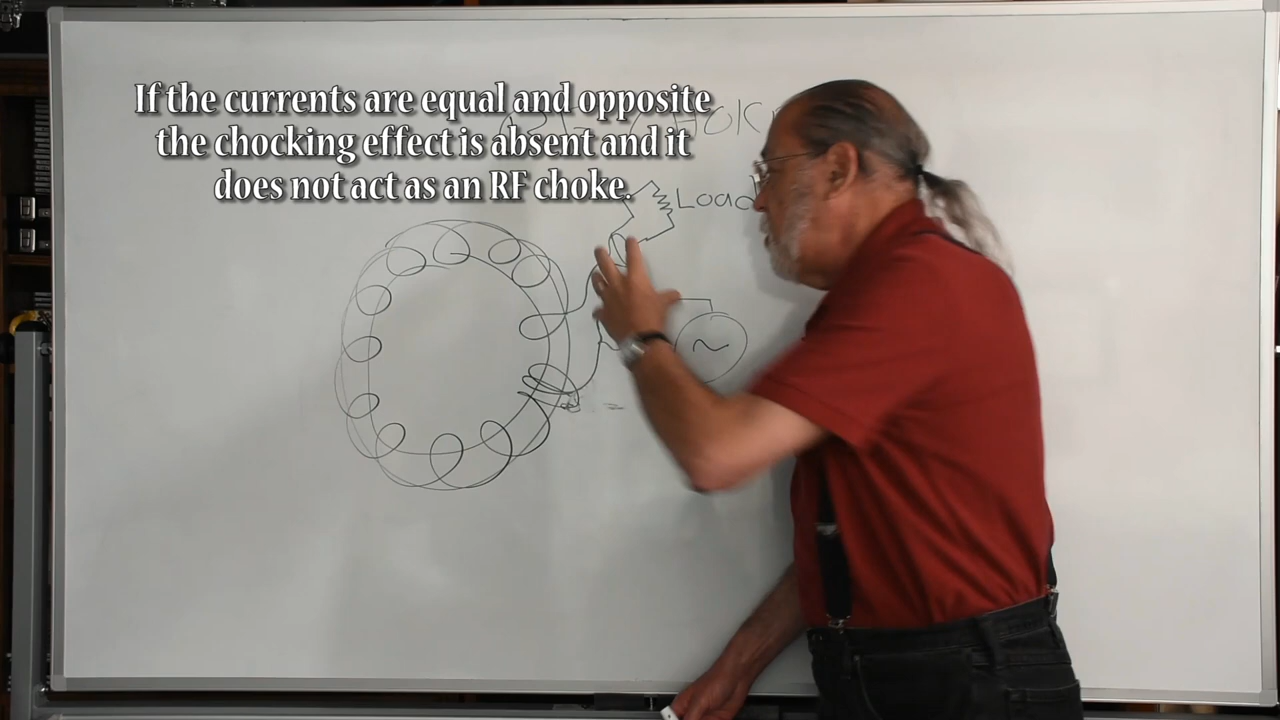 If the currents are equal and opposite
the chocking effect is absent and it
does not act as an RF choke.
Load
~